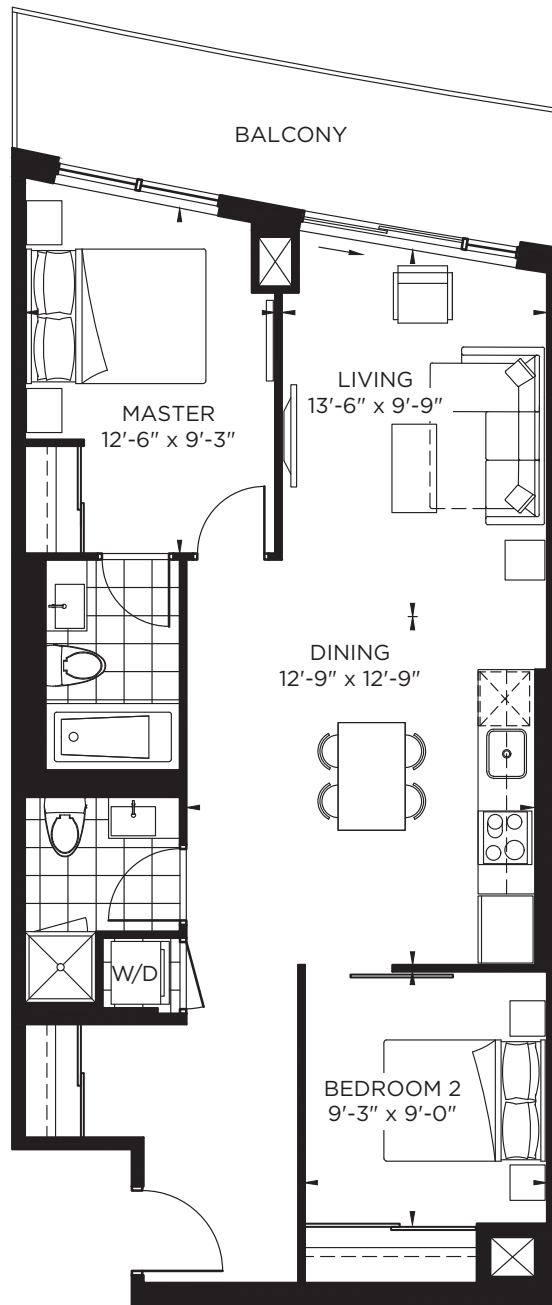 BALCONY
LIVING
13'-6" x 9'-9"
MASTER
12'-6" x 9'-3"
DINING
12'-9" x 12'-9"
W/D
BEDROOM 2
9'-3" x 9'-0"